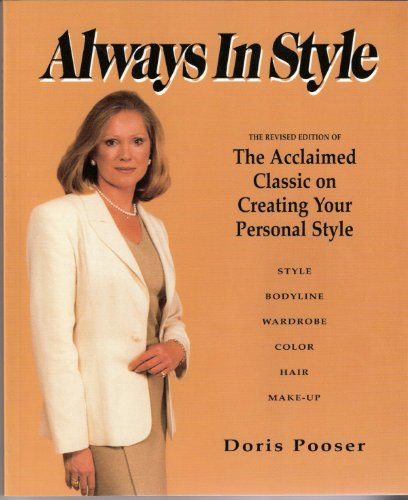 Always In Style
THE REVISED EDITION OF
The Acclaimed
Classic on
Creating Your
Personal Style
STYLE
BODYLINE
WARDROBE
COLOR
HAIR
MAKE-UP
Doris Pooser